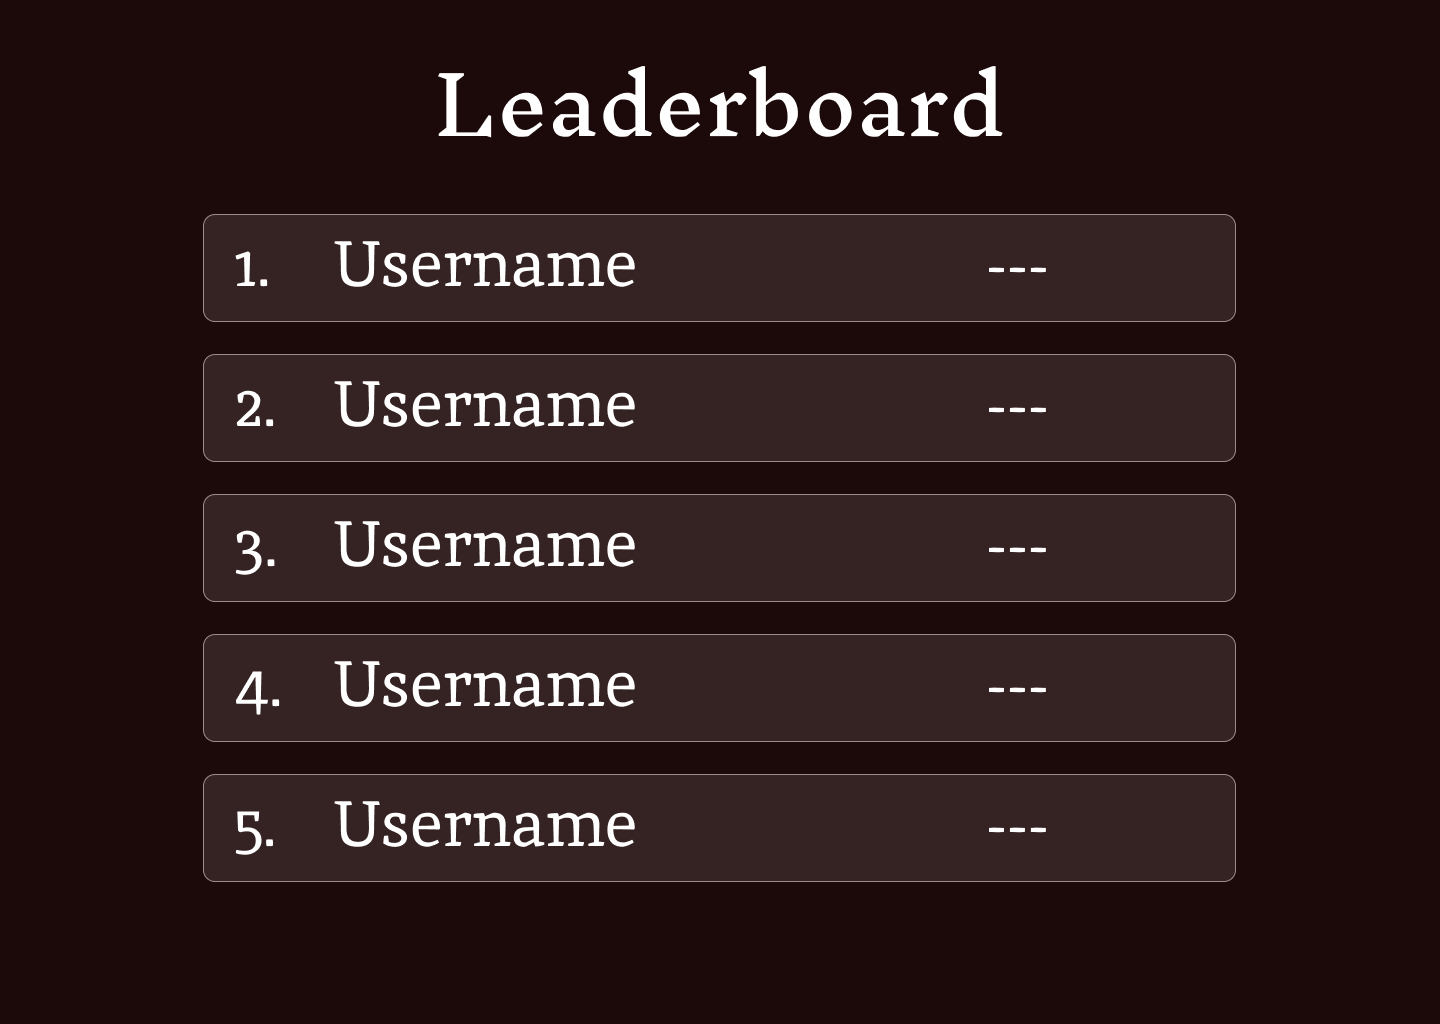 Leaderboard
1. Username ---
2. Username ---
3. Username ---
4. Username ---
5. Username ---